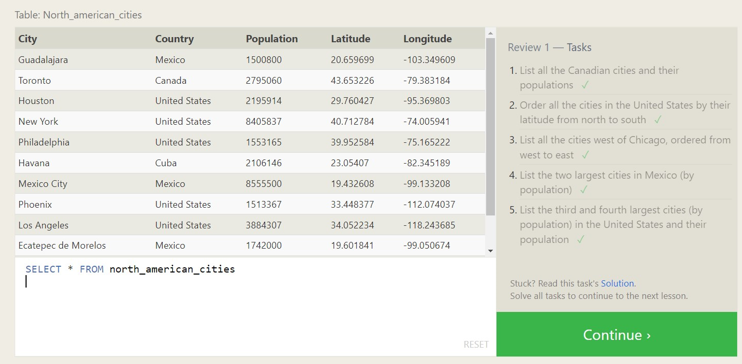 Table: North_american_cities
City Country Population Latitude Longitude
Guadalajara Mexico 1500800 20.659699 -103.349609
Toronto Canada 2795060 43.653226 -79.383184
Houston United States 2195914 29.760427 -95.369803
New York United States 8405837 40.712784 -74.005941
Philadelphia United States 1553165 39.952584 -75.165222
Havana Cuba 2106146 23.05407 -82.345189
Mexico City Mexico 8555500 19.432608 -99.133208
Phoenix United States 1513367 33.448377 -112.074037
Los Angeles United States 3884307 34.052234 -118.243685
Ecatepec de Morelos Mexico 1742000 19.601841 -99.050674
SELECT * FROM north_american_cities
RESET
Review 1 — Tasks
1. List all the Canadian cities and their
populations ✓
2. Order all the cities in the United States by their
latitude from north to south ✓
3. List all the cities west of Chicago, ordered from
west to east ✓
4. List the two largest cities in Mexico (by
population) ✓
5. List the third and fourth largest cities (by
population) in the United States and their
population ✓
Stuck? Read this task's Solution.
Solve all tasks to continue to the next lesson.
Continue ›